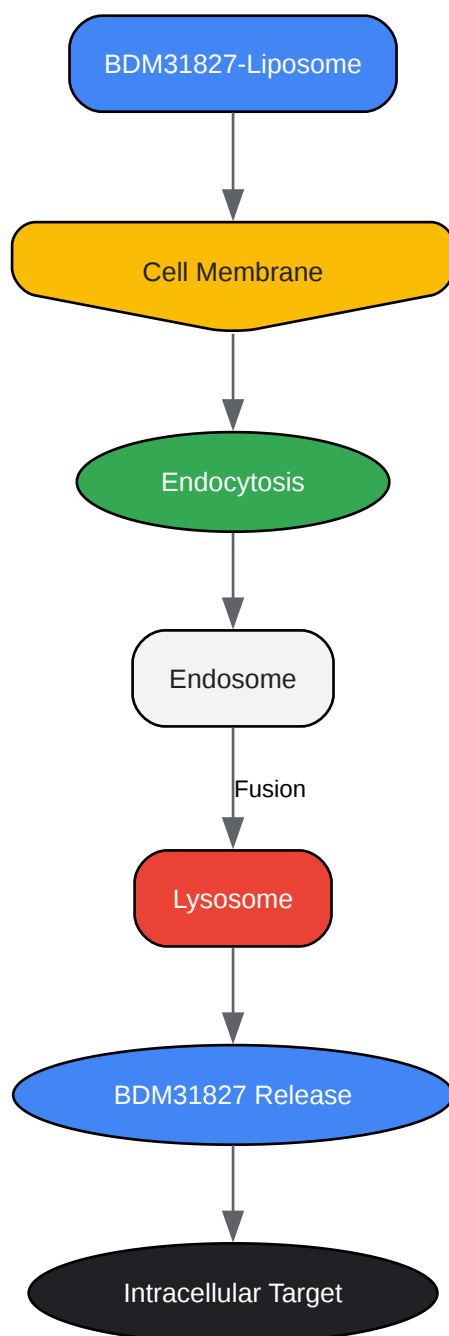 BDM31827-Liposome
Cell Membrane
Endocytosis
Endosome
Fusion
Lysosome
BDM31827 Release
Intracellular Target